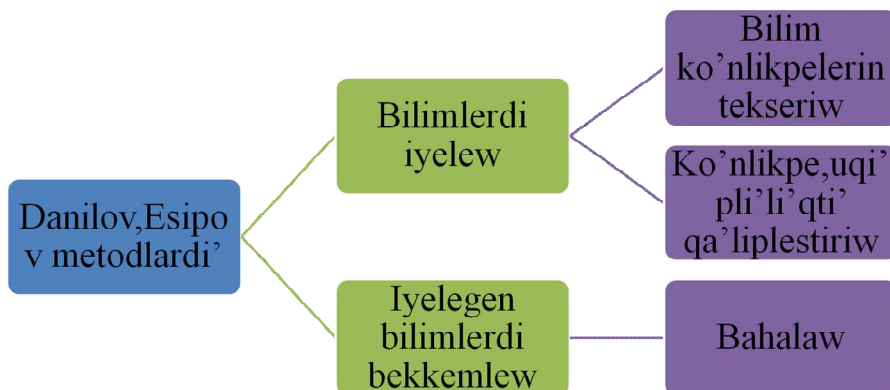 Danilov,Esipo
v metodlardi’
Bilimlerdi
iyelew
Iyelegen
bilimlerdi
bekkemlew
Bilim
ko’nlikpelerin
tekseriw
Ko’nlikpe,uqi’
pli’li’qti’
qa’liplestiriw
Bahalaw